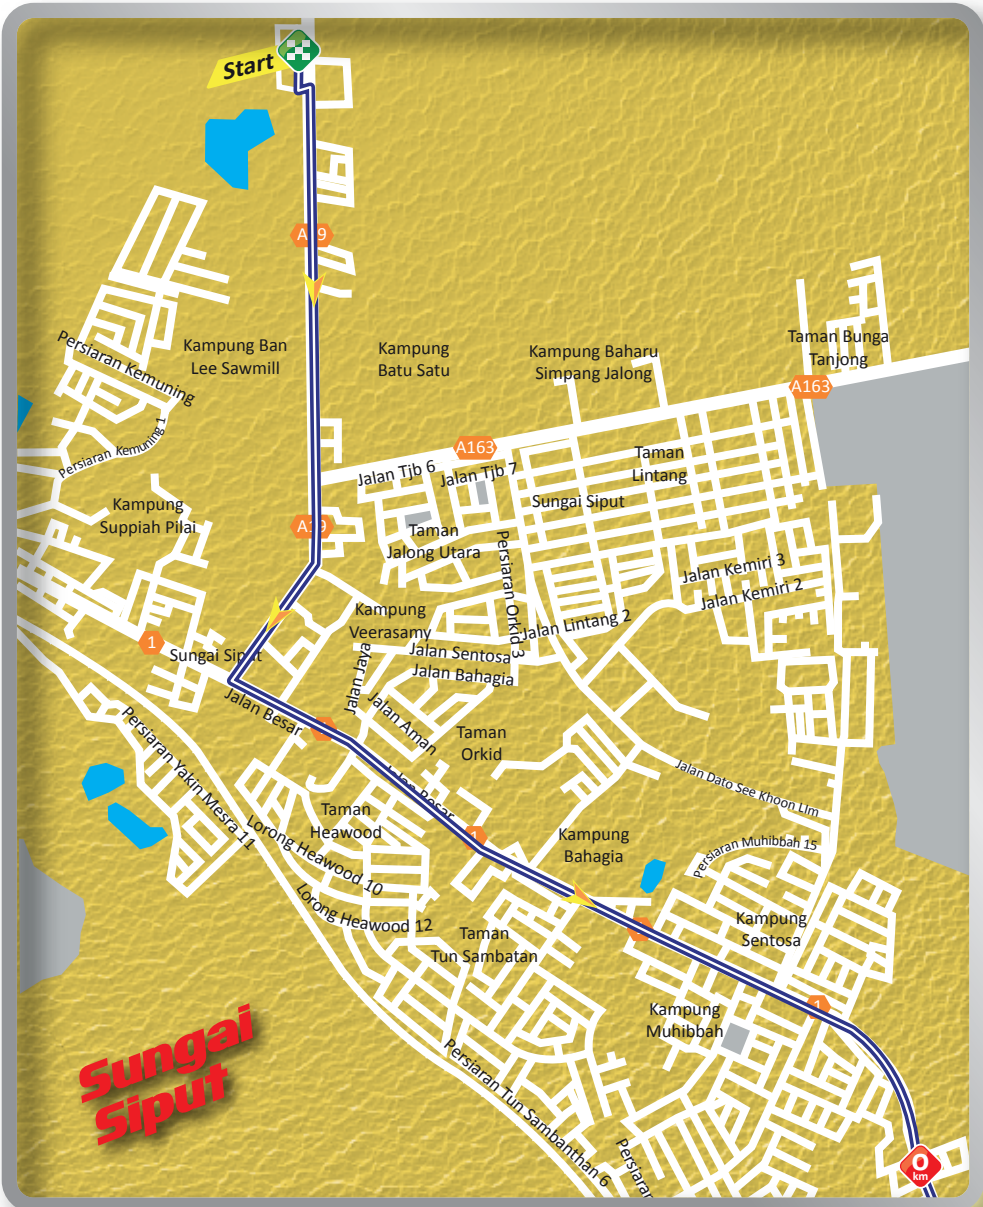 Start
A19
Kampung Ban
Lee Sawmill
Kampung
Batu Satu
Kampung Baharu
Simpang Jalong
Taman Bunga
Tanjong
Persiaran Kemuning
A163
A163
Persiaran Kemuning 1
Jalan Tjb 6
Jalan Tjb 7
Taman
Lintang
Sungai Siput
Kampung
Suppiah Pilai
A19
Taman
Jalong Utara
Persiaran Orkid 3
Jalan Kemiri 3
Jalan Kemiri 2
Kampung
Veerasamy
Jalan Lintang 2
1
Sungai Siput
Jalan Sentosa
Jalan Bahagia
Jalan Jaya
Jalan Besar
Jalan Aman
Taman
Orkid
Persiaran Yakin Mesra 11
Jalan Besar
Jalan Dato See Khoon LIm
Taman
Heawood
Lorong Heawood 10
1
Kampung
Bahagia
Persiaran Muhibbah 15
Lorong Heawood 12
Taman
Tun Sambatan
Kampung
Sentosa
1
Kampung
Muhibbah
Sungai
Siput
Persiaran Tun Sambanthan 6
Persiaran
0
km